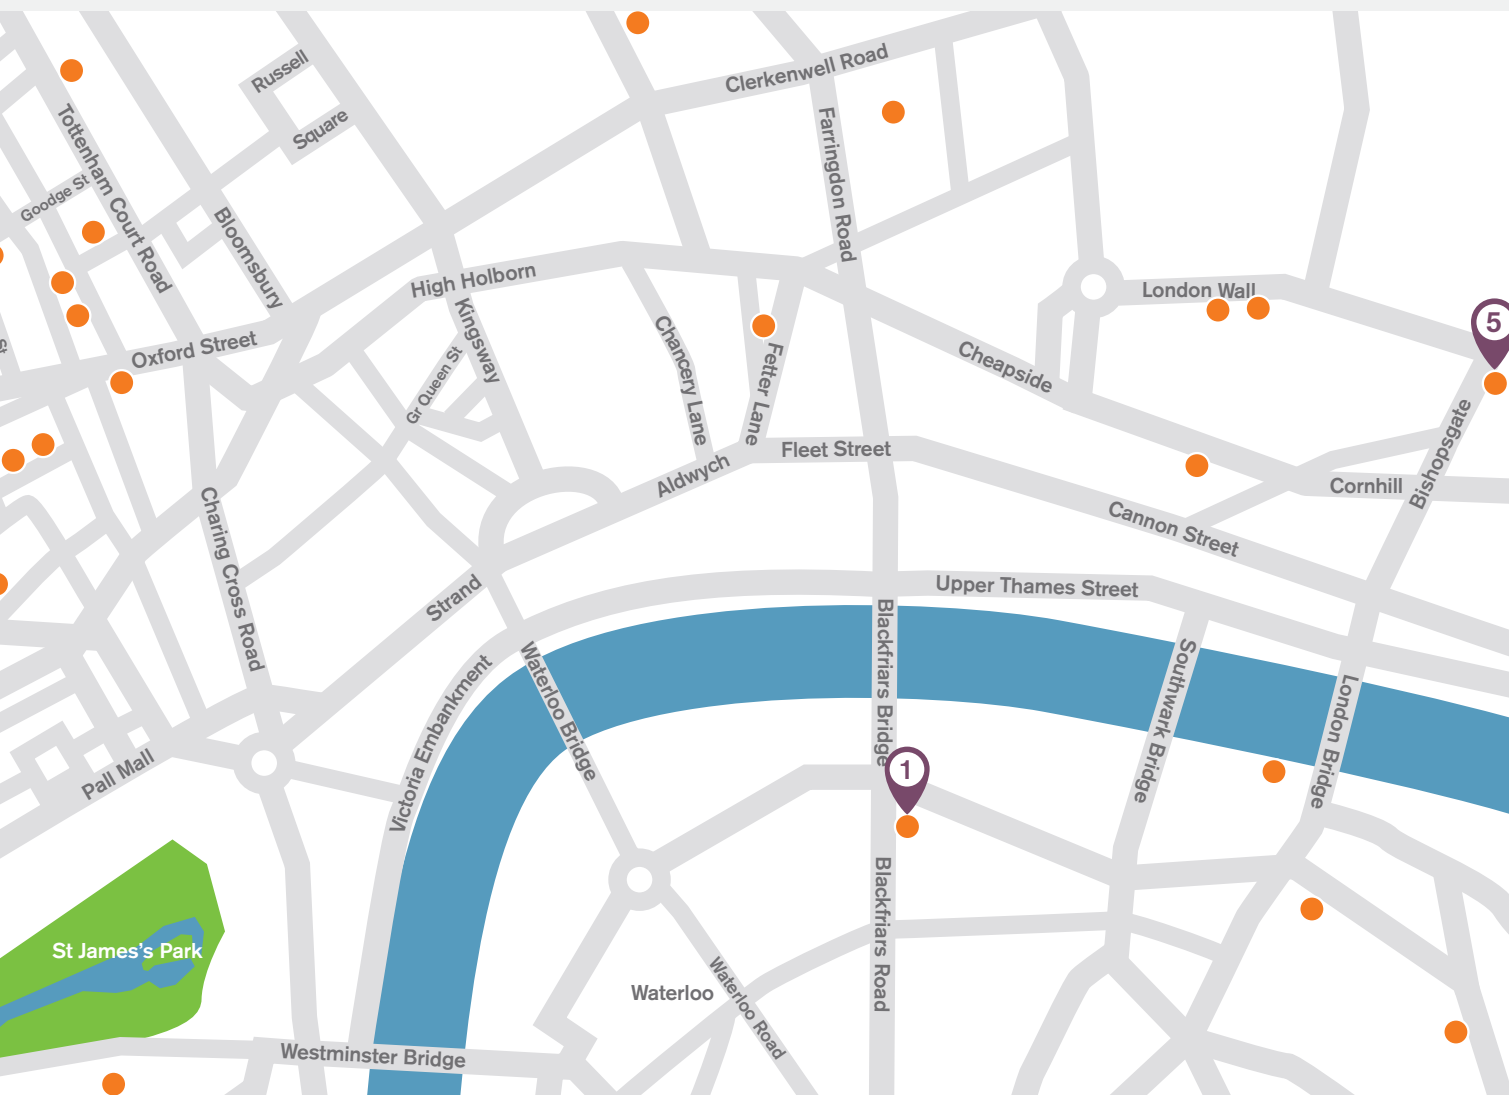 Clerkenwell Road
Russell
Square
Tottenham Court Road
Goodge St
Farringdon Road
Bloomsbury
High Holborn
London Wall
Kingsway
Oxford Street
St
Gr Queen St
Chancery Lane
Fetter Lane
Cheapside
5
Bishopsgate
Fleet Street
Aldwych
Cornhill
Charing Cross Road
Cannon Street
Strand
Upper Thames Street
Blackfriars Bridge
Waterloo Bridge
Southwark Bridge
London Bridge
Victoria Embankment
Pall Mall
1
Blackfriars Road
St James’s Park
Waterloo
Waterloo Road
Westminster Bridge